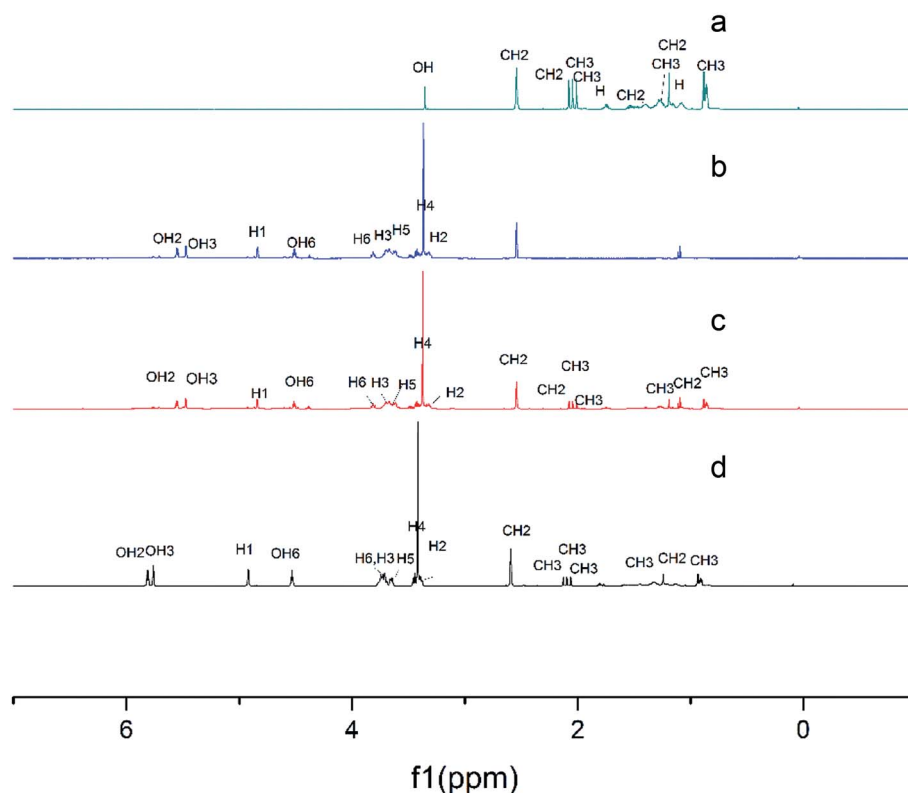 a
OH
CH2
CH2
CH3
CH3
H
CH2
CH2
CH3
H
CH3
b
OH2
OH3
H1
OH6
H6
H3
H5
H4
H2
c
OH2
OH3
H1
OH6
H6
H3
H5
H4
H2
CH2
CH2
CH3
CH3
CH3
CH2
CH3
d
OH2
OH3
H1
OH6
H6,H3
H5
H4
H2
CH2
CH3
CH3
CH3
CH3
CH2
CH3
6
4
2
0
f1(ppm)